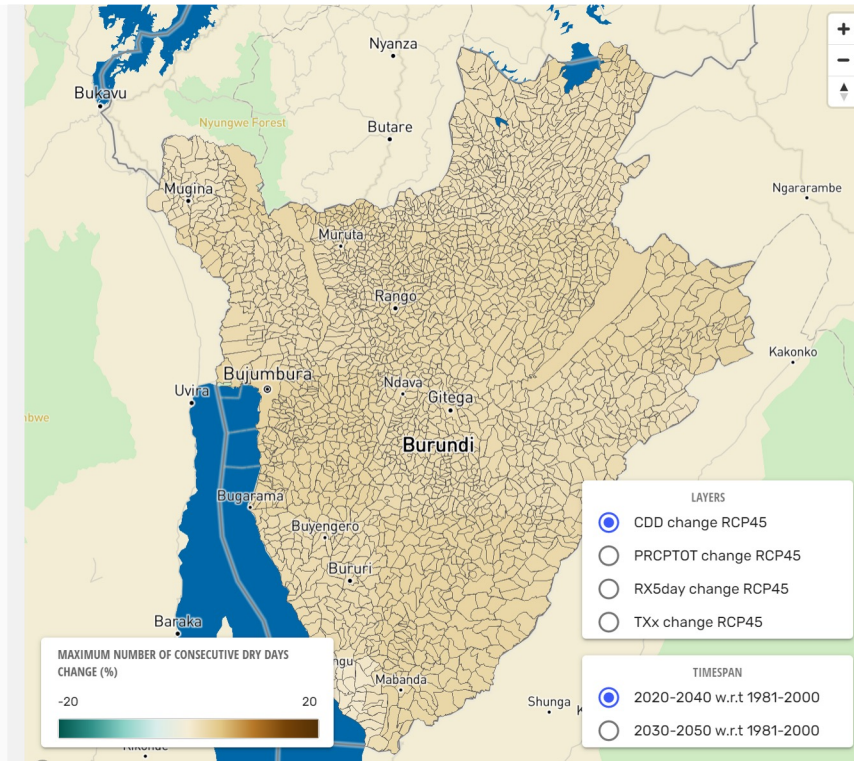 Nyanza
Bukavu
Nyungwe Forest
Butare
Mugina
Ngararambe
Muruta
Rango
Kakonko
Bujumbura
Uvira
Ndava
Gitega
bwe
Burundi
Bugarama
Buyengero
Bururi
Baraka
ngu
Mabanda
Shunga
K
LAYERS
CDD change RCP45
PRCPTOT change RCP45
RX5day change RCP45
TXx change RCP45
MAXIMUM NUMBER OF CONSECUTIVE DRY DAYS
CHANGE (%)
-20 20
TIMESPAN
2020-2040 w.r.t 1981-2000
2030-2050 w.r.t 1981-2000